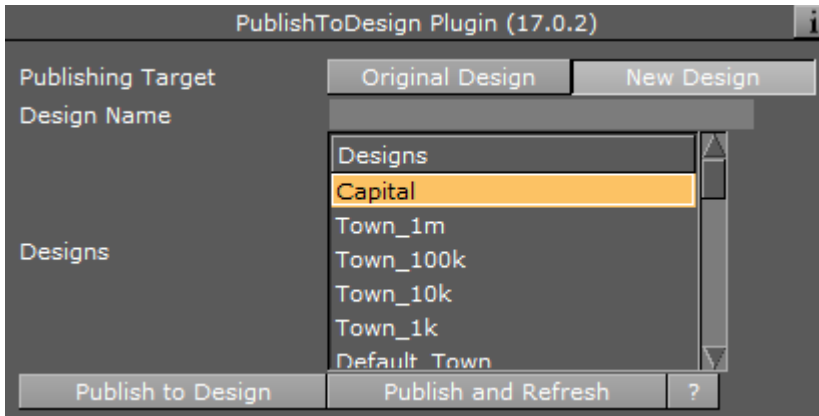 PublishToDesign Plugin (17.0.2)
i
Publishing Target
Original Design
New Design
Design Name
Designs
Designs
Capital
Town_1m
Town_100k
Town_10k
Town_1k
Default_Town
Publish to Design
Publish and Refresh
?